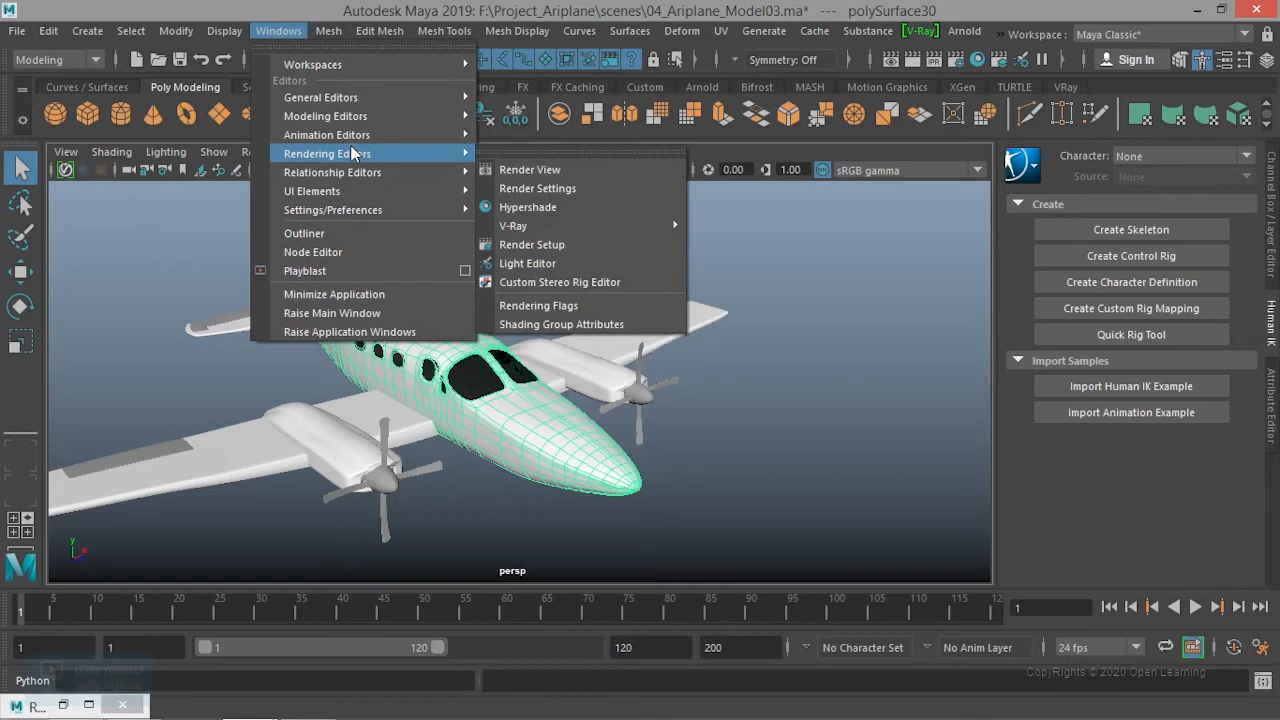 Autodesk Maya 2019: F:\Project_Ariplane\scenes\04_Ariplane_Model03.ma* --- polySurface30
File Edit Create Select Modify Display Windows Mesh Edit Mesh Mesh Tools Mesh Display Curves Surfaces Deform UV Generate Cache Substance [V-Ray] Arnold Workspaces: Maya Classic*
Modeling Symmetry: Off Sign In
Curves / Surfaces Poly Modeling FX FX Caching Custom Arnold Bifrost MASH Motion Graphics XGen TURTLE VRay
0,0,0
View Shading Lighting Show 0.00 1.00 sRGB gamma
Workspaces
Editors
General Editors
Modeling Editors
Animation Editors
Rendering Editors
Relationship Editors
UI Elements
Settings/Preferences
Outliner
Node Editor
Playblast
Minimize Application
Raise Main Window
Raise Application Windows
Render View
Render Settings
Hypershade
V-Ray
Render Setup
Light Editor
Custom Stereo Rig Editor
Rendering Flags
Shading Group Attributes
Character: None
Source: None
Create
Create Skeleton
Create Control Rig
Create Character Definition
Create Custom Rig Mapping
Quick Rig Tool
Import Samples
Import Human IK Example
Import Animation Example
Channel Box / Layer Editor
Human IK
Attribute Editor
y
x
persp
5 10 15 20 25 30 35 40 45 50 55 60 65 70 75 80 85 90 95 100 105 110 115 12
1
1
1 1 1 120 120 200 No Character Set No Anim Layer 24 fps
CopyRights © 2020 Open Learning
Python
R...